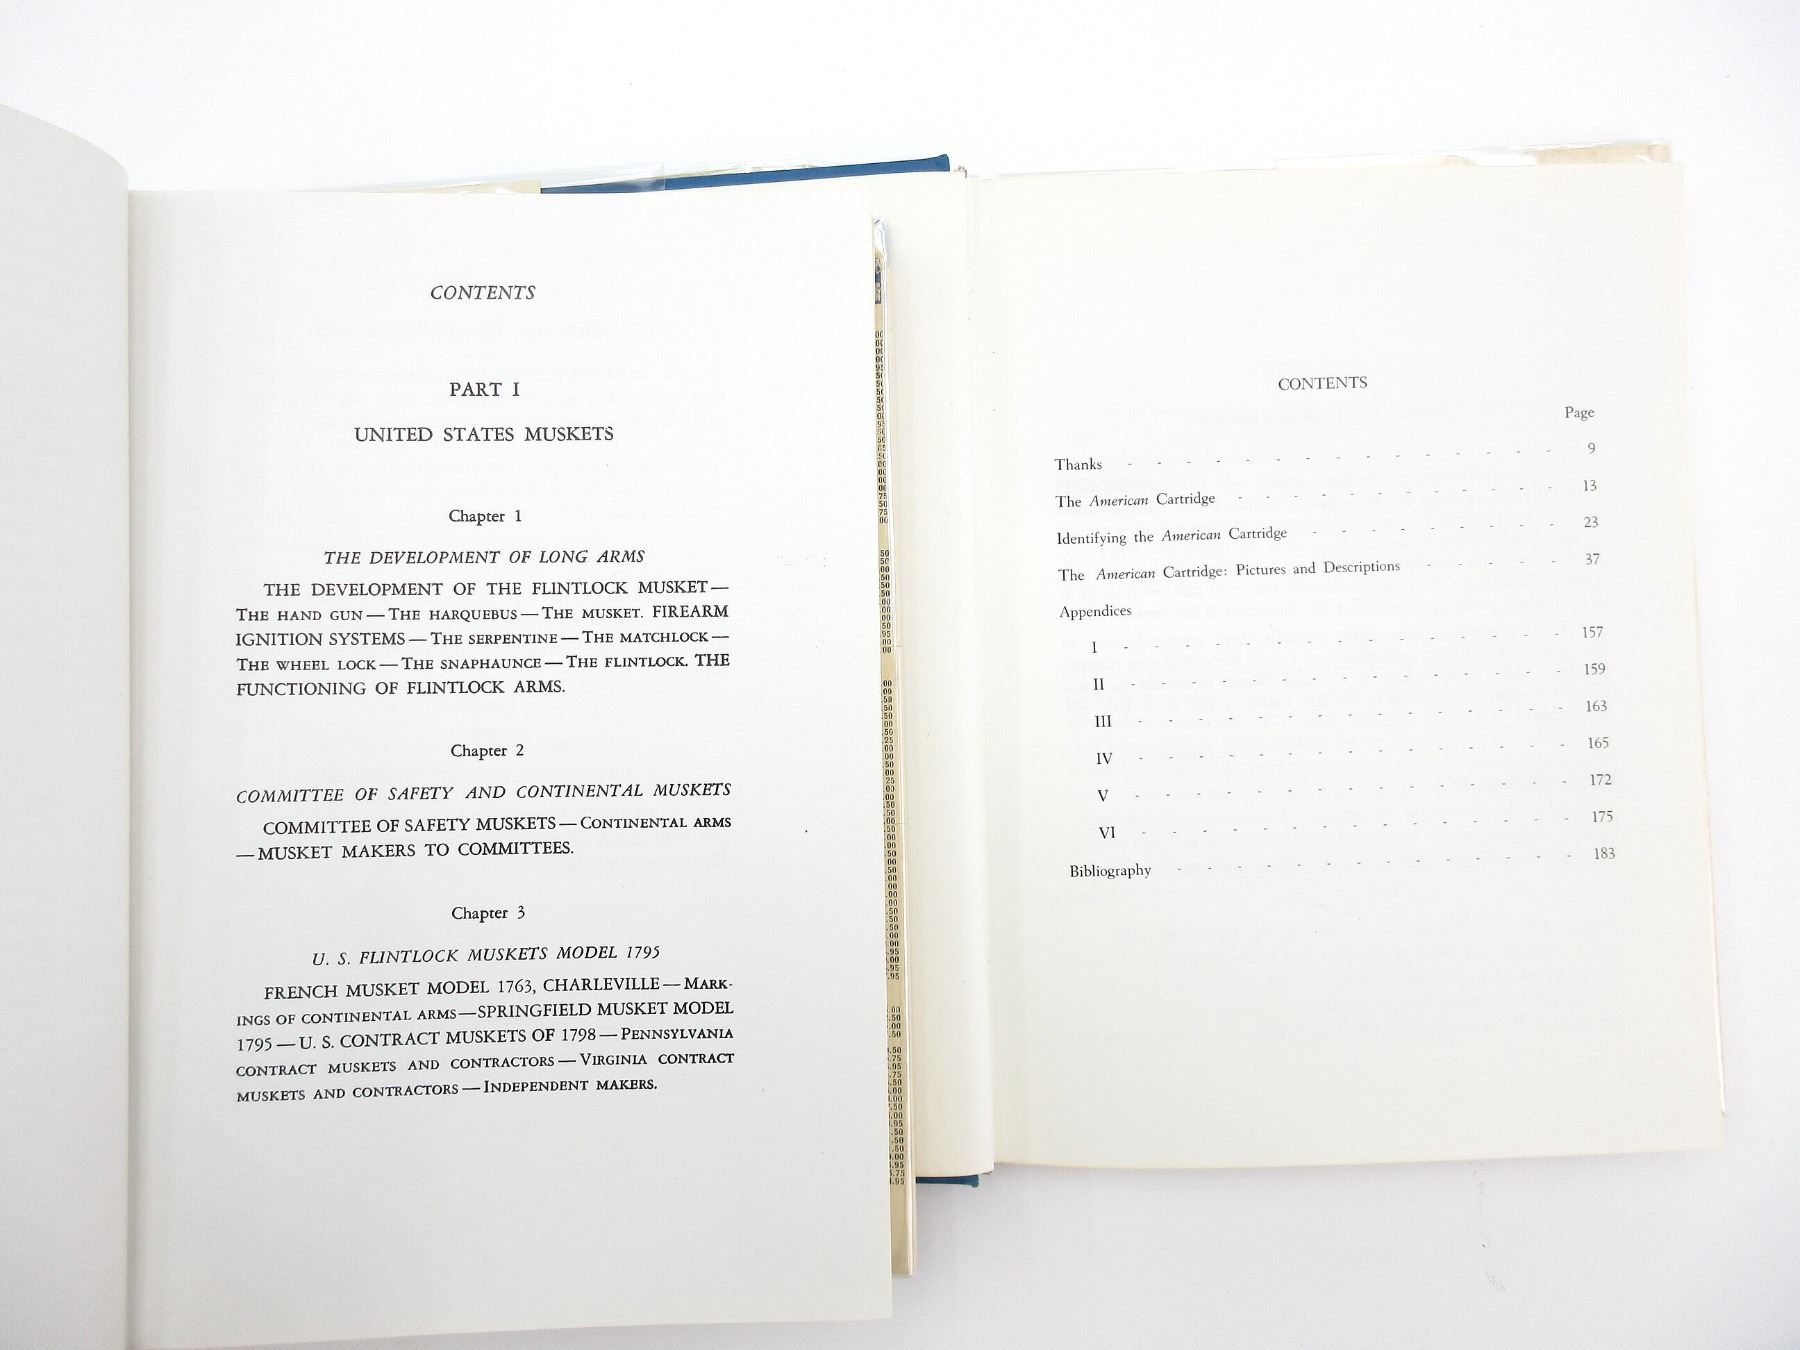 CONTENTS
PART I
UNITED STATES MUSKETS
Chapter 1
THE DEVELOPMENT OF LONG ARMS
THE DEVELOPMENT OF THE FLINTLOCK MUSKET—
THE HAND GUN—THE HARQUEBUS—THE MUSKET. FIREARM
IGNITION SYSTEMS—THE SERPENTINE—THE MATCHLOCK—
THE WHEEL LOCK—THE SNAPHAUNCE—THE FLINTLOCK. THE
FUNCTIONING OF FLINTLOCK ARMS.
Chapter 2
COMMITTEE OF SAFETY AND CONTINENTAL MUSKETS
COMMITTEE OF SAFETY MUSKETS—CONTINENTAL ARMS
—MUSKET MAKERS TO COMMITTEES.
Chapter 3
U. S. FLINTLOCK MUSKETS MODEL 1795
FRENCH MUSKET MODEL 1763, CHARLEVILLE—MARK-
INGS OF CONTINENTAL ARMS—SPRINGFIELD MUSKET MODEL
1795—U. S. CONTRACT MUSKETS OF 1798—PENNSYLVANIA
CONTRACT MUSKETS AND CONTRACTORS—VIRGINIA CONTRACT
MUSKETS AND CONTRACTORS—INDEPENDENT MAKERS.
CONTENTS
Page
Thanks - - - - - - - - - - - - - - - 9
The American Cartridge - - - - - - - - - - - 13
Identifying the American Cartridge - - - - - - - - - 23
The American Cartridge: Pictures and Descriptions - - - - - 37
Appendices
I - - - - - - - - - - - - - - - 157
II - - - - - - - - - - - - - - - 159
III - - - - - - - - - - - - - - - 163
IV - - - - - - - - - - - - - - - 165
V - - - - - - - - - - - - - - - 172
VI - - - - - - - - - - - - - - - 175
Bibliography - - - - - - - - - - - - - - 183